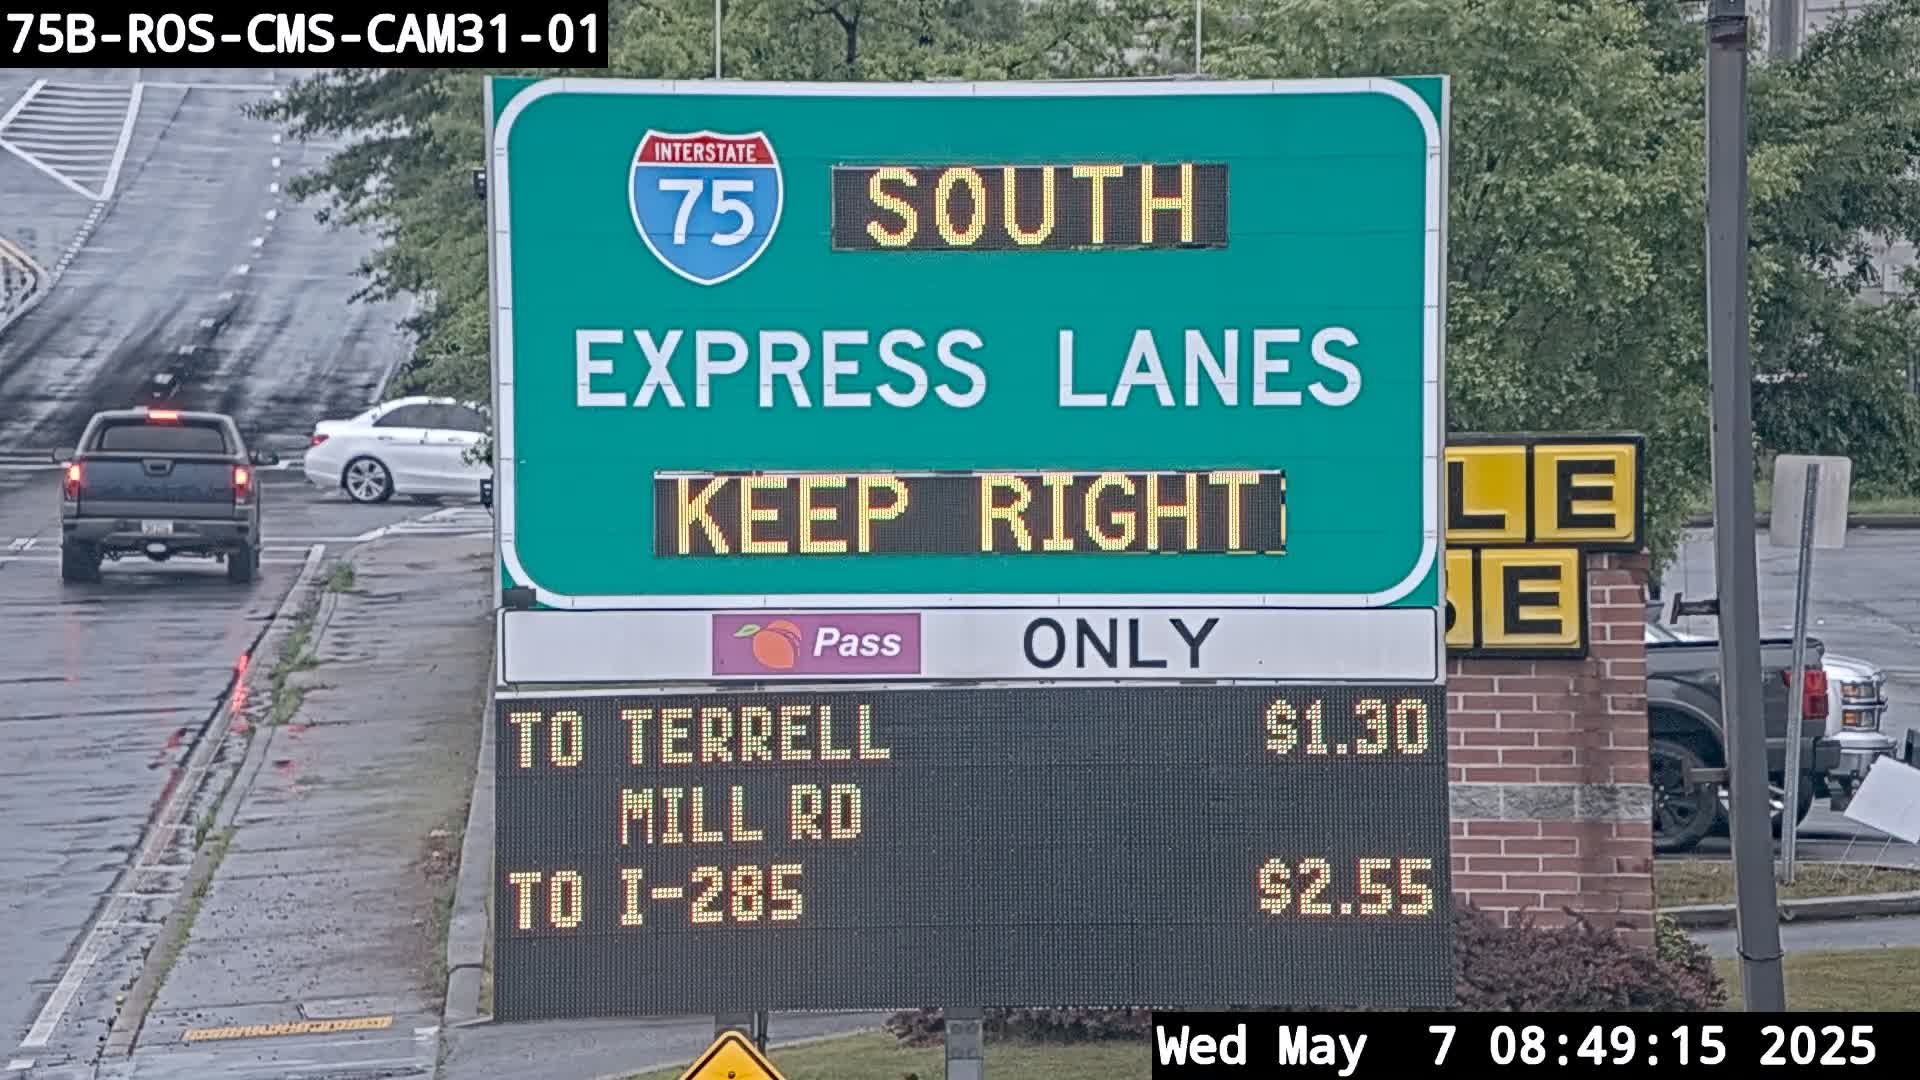 75B-ROS-CMS-CAM31-01
INTERSTATE
75
SOUTH
EXPRESS LANES
KEEP RIGHT
LE
E
Pass ONLY
TO TERRELL $1.30
MILL RD
TO I-285 $2.55
Wed May 7 08:49:15 2025